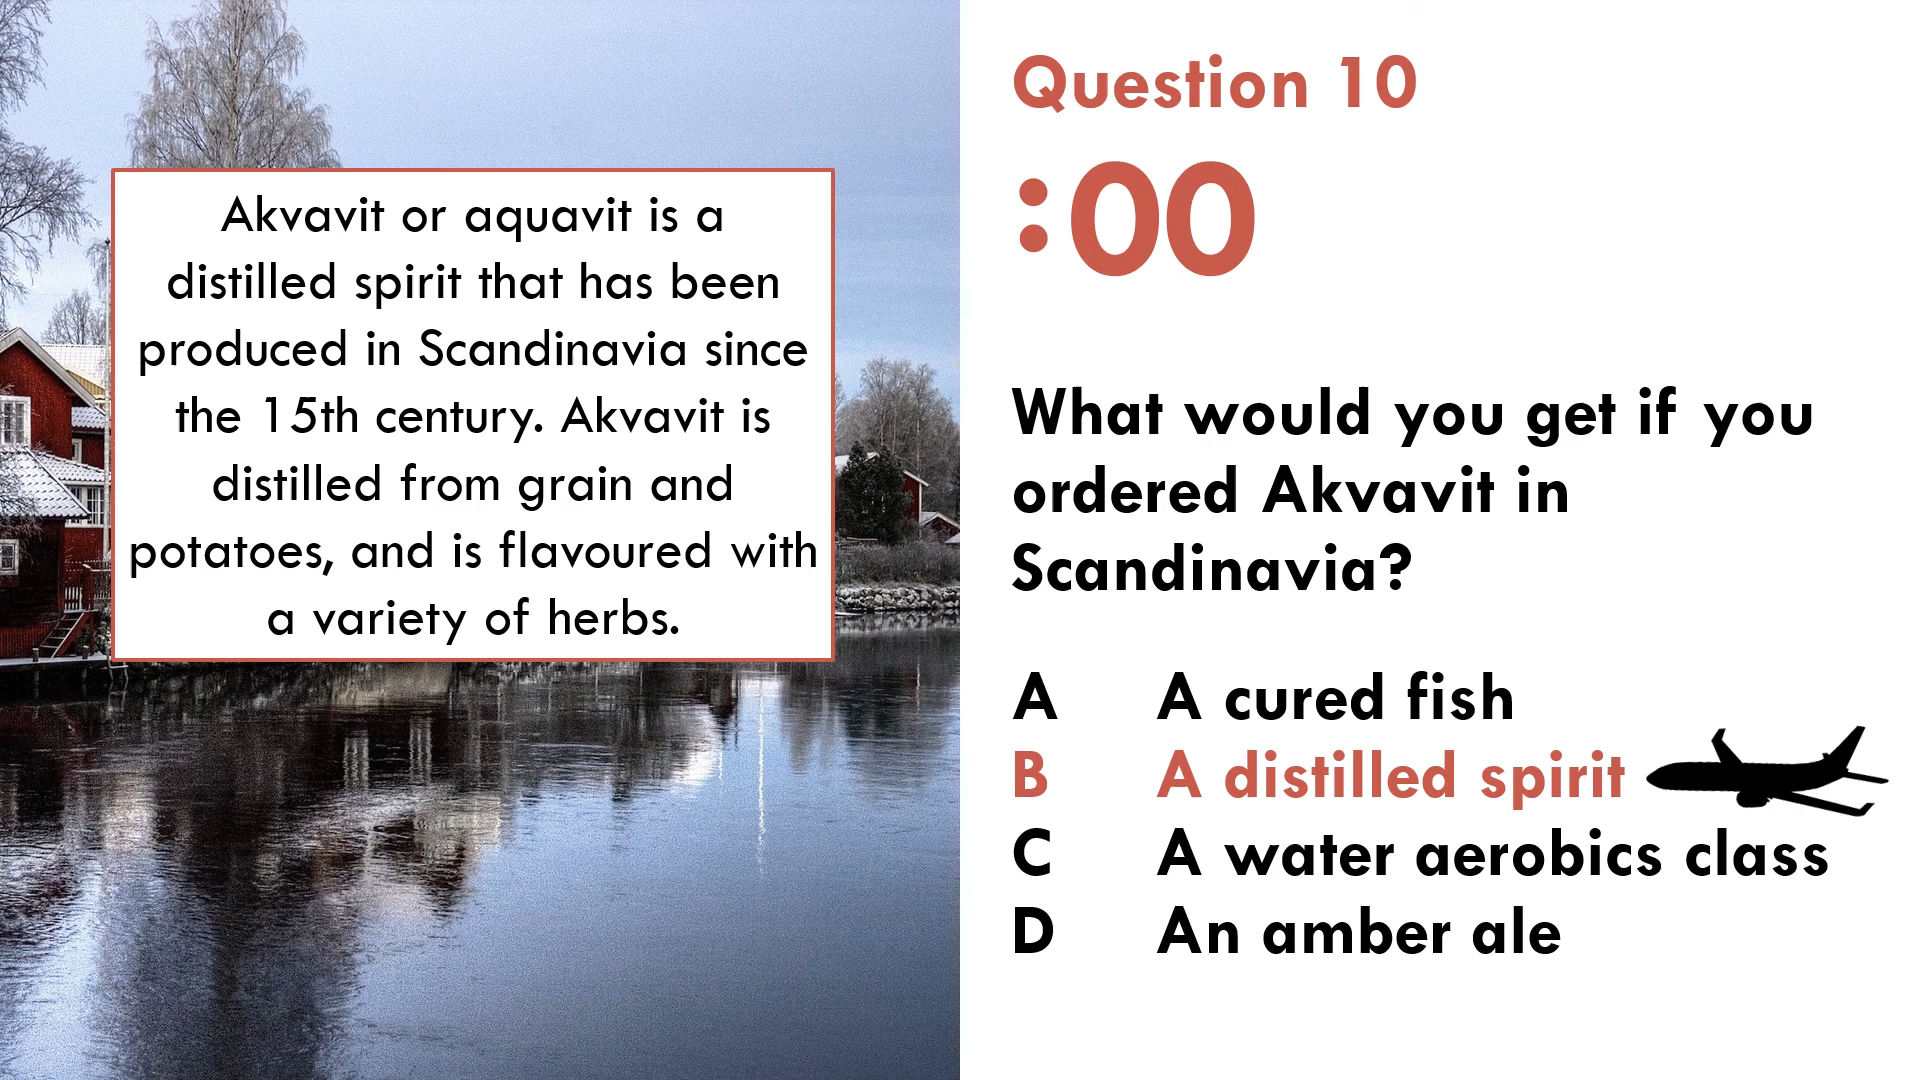 Akvavit or aquavit is a
distilled spirit that has been
produced in Scandinavia since
the 15th century. Akvavit is
distilled from grain and
potatoes, and is flavoured with
a variety of herbs.
Question 10
:00
What would you get if you
ordered Akvavit in
Scandinavia?
A A cured fish
B A distilled spirit
C A water aerobics class
D An amber ale